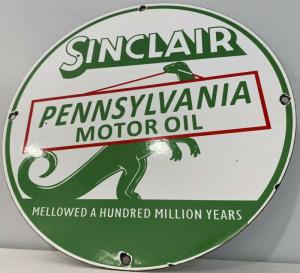 SINCLAIR
PENNSYLVANIA
MOTOR OIL
MELLOWED A HUNDRED MILLION YEARS